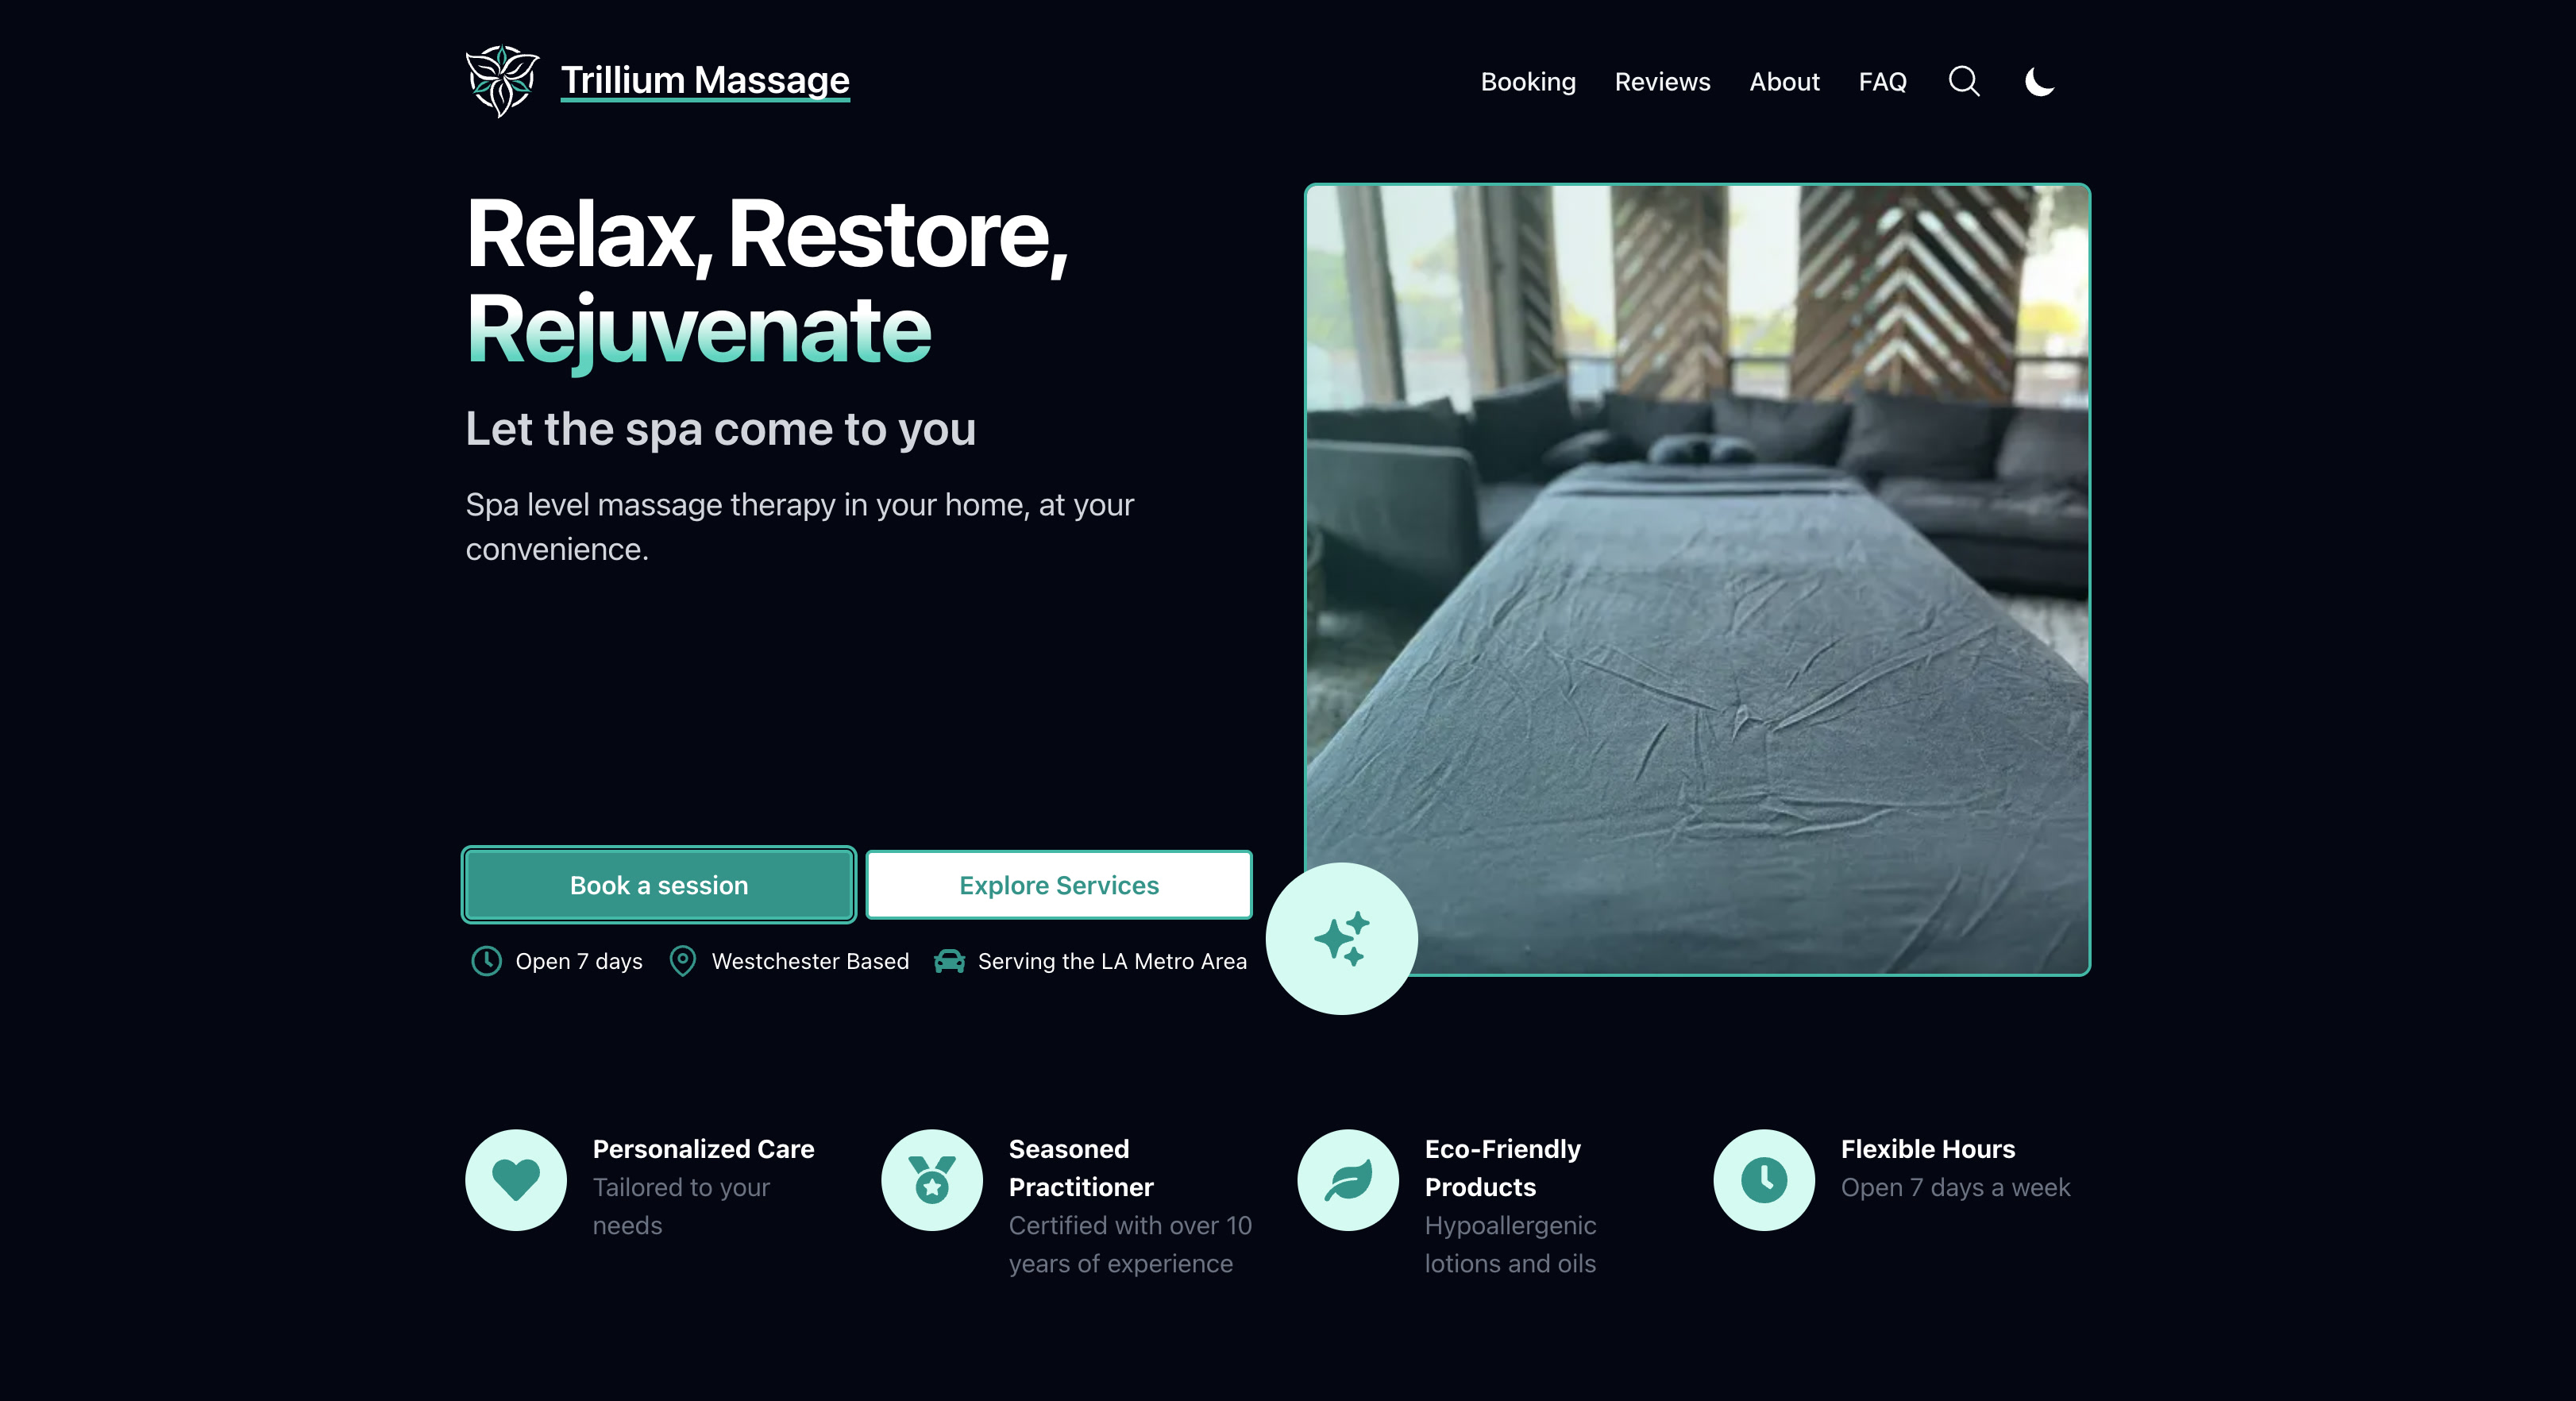 Trillium Massage
Booking
Reviews
About
FAQ
Relax, Restore,
Rejuvenate
Let the spa come to you
Spa level massage therapy in your home, at your
convenience.
Book a session
Explore Services
Open 7 days
Westchester Based
Serving the LA Metro Area
Personalized Care
Tailored to your
needs
Seasoned
Practitioner
Certified with over 10
years of experience
Eco-Friendly
Products
Hypoallergenic
lotions and oils
Flexible Hours
Open 7 days a week